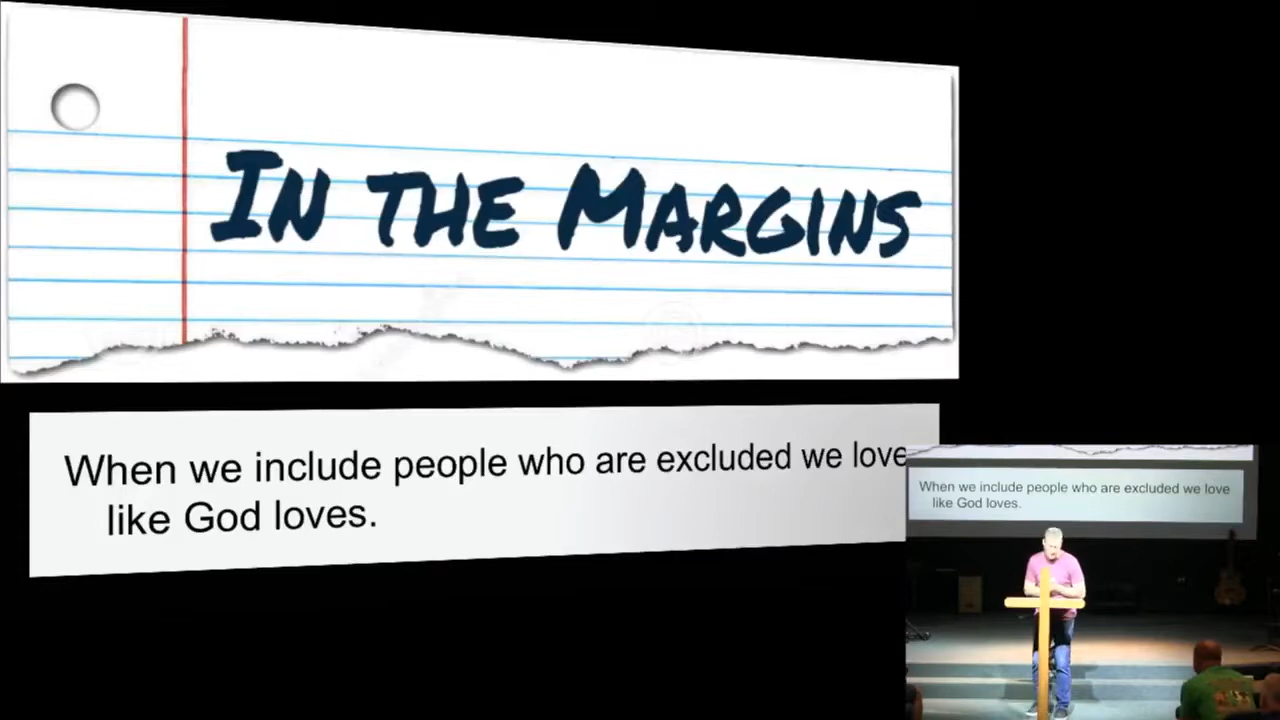 In the Margins
When we include people who are excluded we love
like God loves.
When we include people who are excluded we love
like God loves.